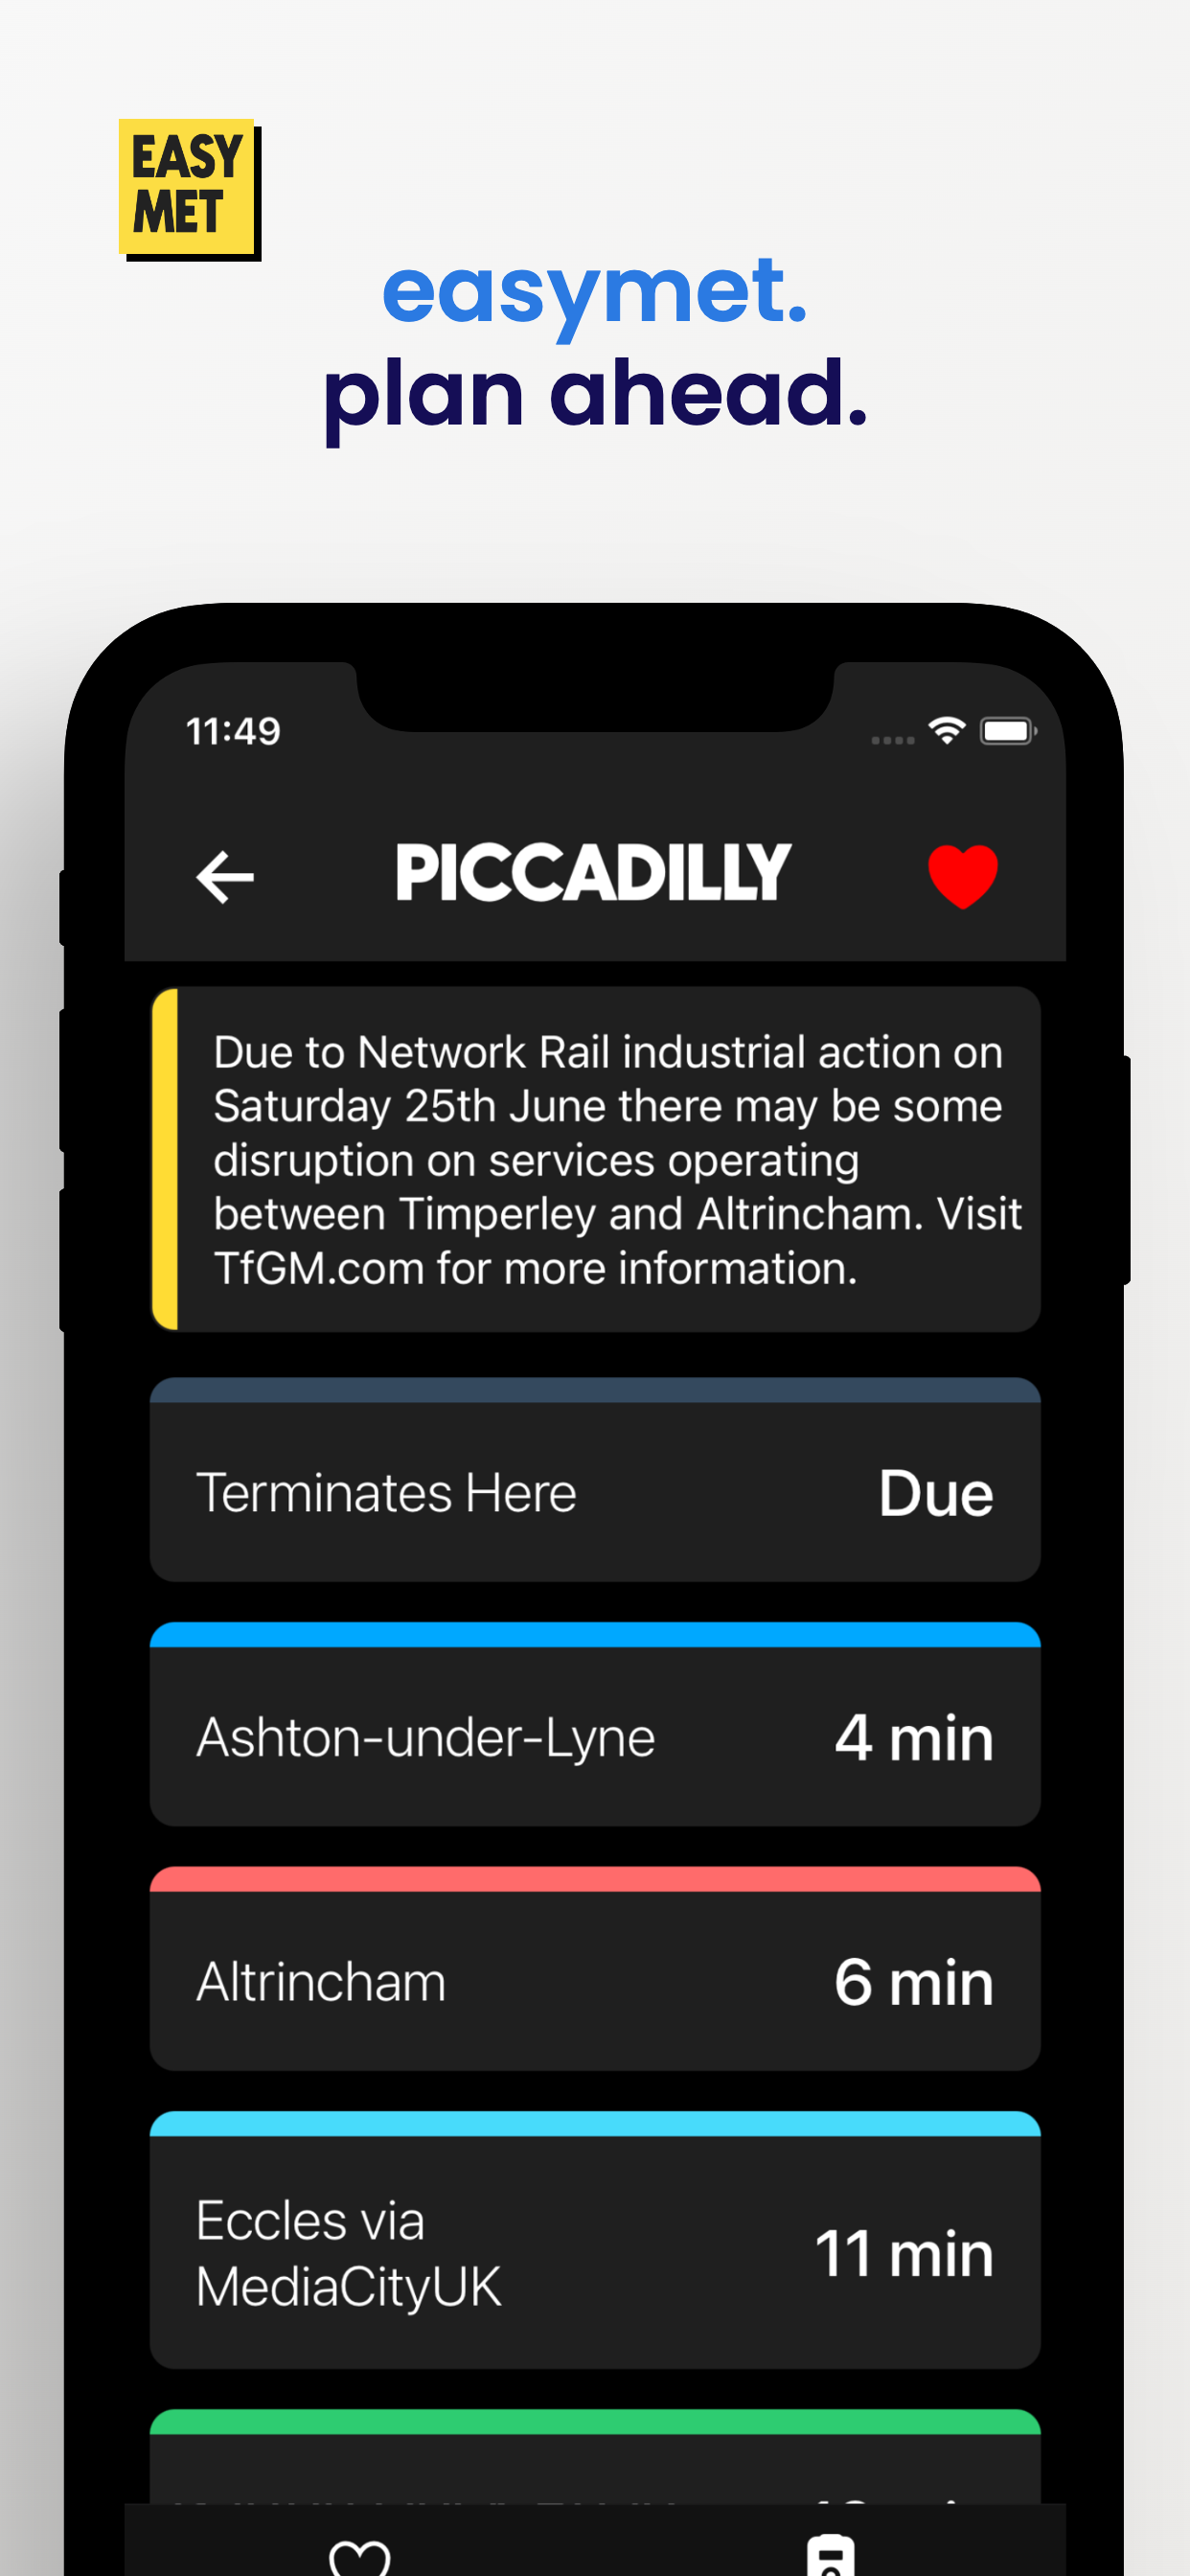 EASY
MET
easymet.
plan ahead.
11:49
PICCADILLY
Due to Network Rail industrial action on
Saturday 25th June there may be some
disruption on services operating
between Timperley and Altrincham. Visit
TfGM.com for more information.
Terminates Here
Due
Ashton-under-Lyne
4 min
Altrincham
6 min
Eccles via
MediaCityUK
11 min